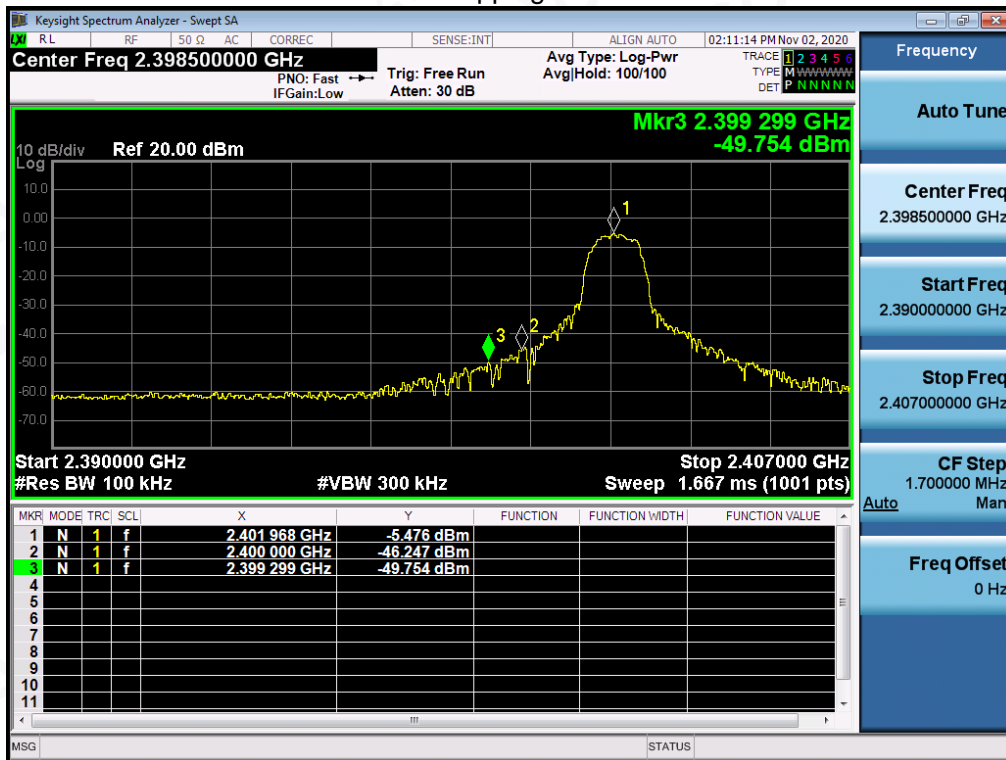 pping
Keysight Spectrum Analyzer - Swept SA
LXI RL RF 50 Ω AC CORREC SENSE:INT ALIGN AUTO 02:11:14 PM Nov 02, 2020
Center Freq 2.398500000 GHz
PNO: Fast
IFGain:Low
Trig: Free Run
Atten: 30 dB
Avg Type: Log-Pwr
Avg|Hold: 100/100
TRACE 1 2 3 4 5 6
TYPE M WWWWW
DET P N N N N N
Mkr3 2.399 299 GHz
-49.754 dBm
10 dB/div Ref 20.00 dBm
Log
10.0
0.00
-10.0
-20.0
-30.0
-40.0
-50.0
-60.0
-70.0
1
2
3
Start 2.390000 GHz Stop 2.407000 GHz
#Res BW 100 kHz #VBW 300 kHz Sweep 1.667 ms (1001 pts)
MKR MODE TRC SCL X Y FUNCTION FUNCTION WIDTH FUNCTION VALUE
1 N 1 f 2.401 968 GHz -5.476 dBm
2 N 1 f 2.400 000 GHz -46.247 dBm
3 N 1 f 2.399 299 GHz -49.754 dBm
4
5
6
7
8
9
10
11
MSG STATUS
Frequency
Auto Tune
Center Freq
2.398500000 GHz
Start Freq
2.390000000 GHz
Stop Freq
2.407000000 GHz
CF Step
1.700000 MHz
Auto Man
Freq Offset
0 Hz